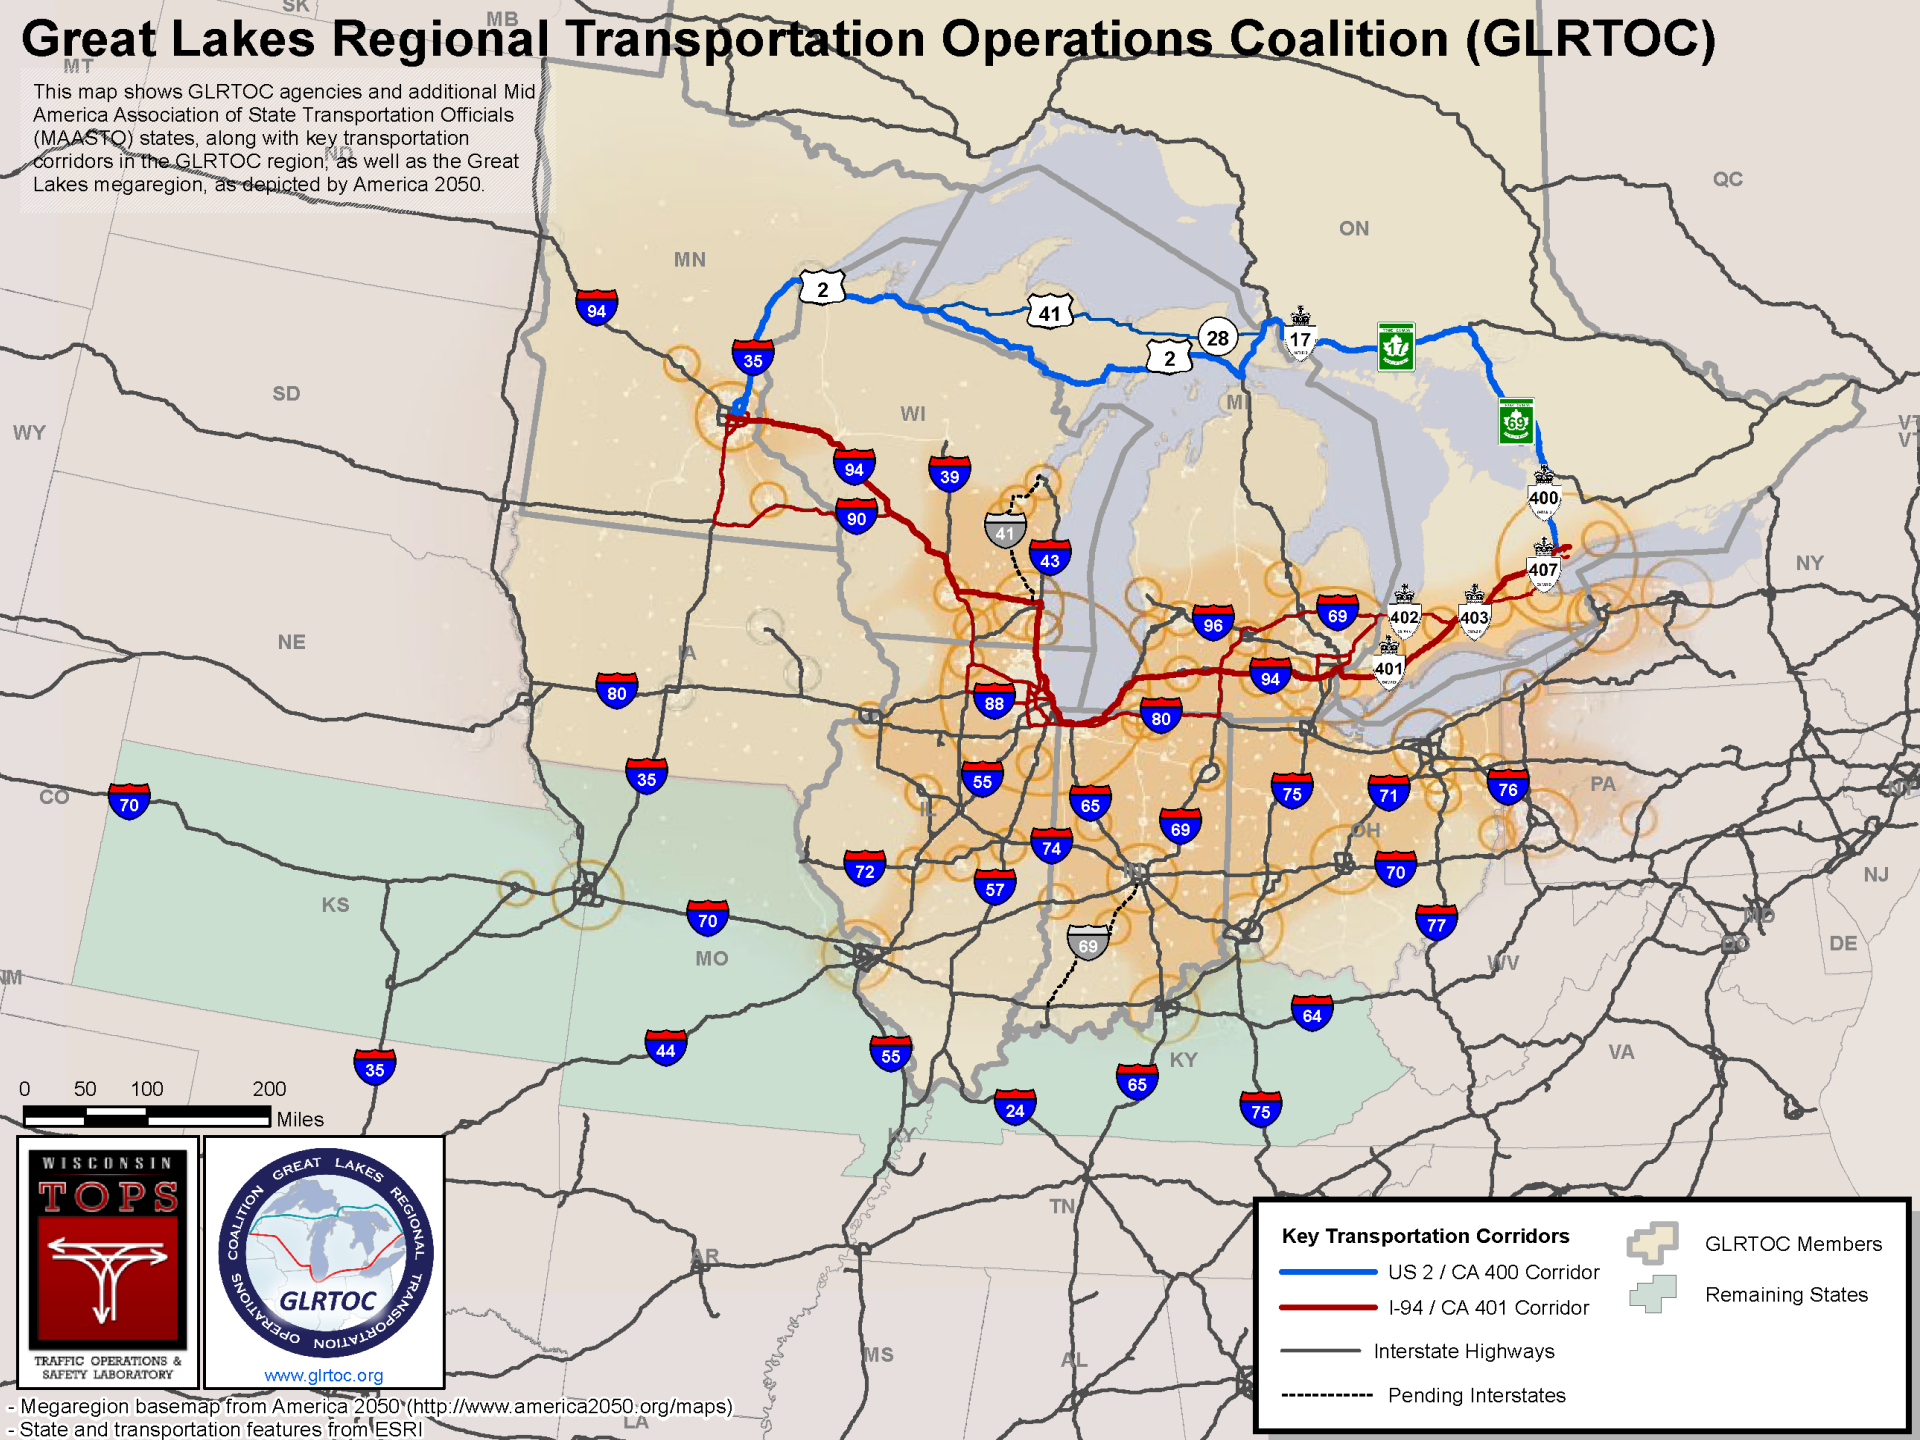 Great Lakes Regional Transportation Operations Coalition (GLRTOC)
This map shows GLRTOC agencies and additional Mid
America Association of State Transportation Officials
(MAASTO) states, along with key transportation
corridors in the GLRTOC region, as well as the Great
Lakes megaregion, as depicted by America 2050.
SK
MB
MT
ND
QC
ON
MN
94
2
41
28
2
17
17
35
SD
WI
MI
69
WY
VT
VT
94
39
400
90
41
43
407
NY
96
69
402
403
NE
IA
94
401
80
88
80
35
55
65
75
71
76
PA
CO
70
IL
69
OH
74
72
57
70
NJ
KS
70
IN
69
77
MO
MD
DC
DE
WV
NM
64
44
55
VA
35
KY
65
24
75
KY
TN
AR
MS
AL
LA
0 50 100 200
Miles
WISCONSIN
TOPS
TRAFFIC OPERATIONS &
SAFETY LABORATORY
GREAT LAKES REGIONAL TRANSPORTATION OPERATIONS COALITION
GLRTOC
www.glrtoc.org
- Megaregion basemap from America 2050 (http://www.america2050.org/maps)
- State and transportation features from ESRI
Key Transportation Corridors
US 2 / CA 400 Corridor
I-94 / CA 401 Corridor
Interstate Highways
Pending Interstates
GLRTOC Members
Remaining States